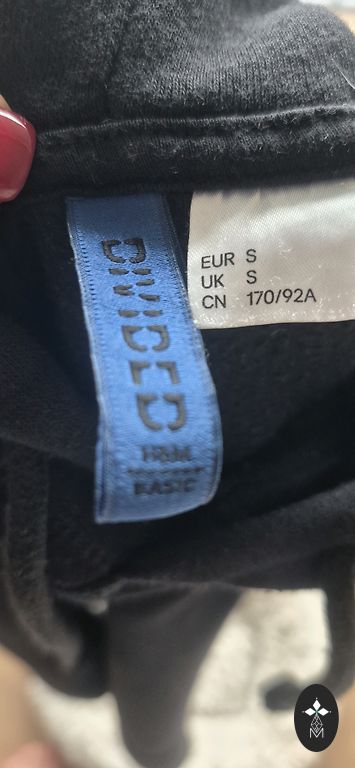 DIVIDED
H&M
BASIC
EUR S
UK S
CN 170/92A
M